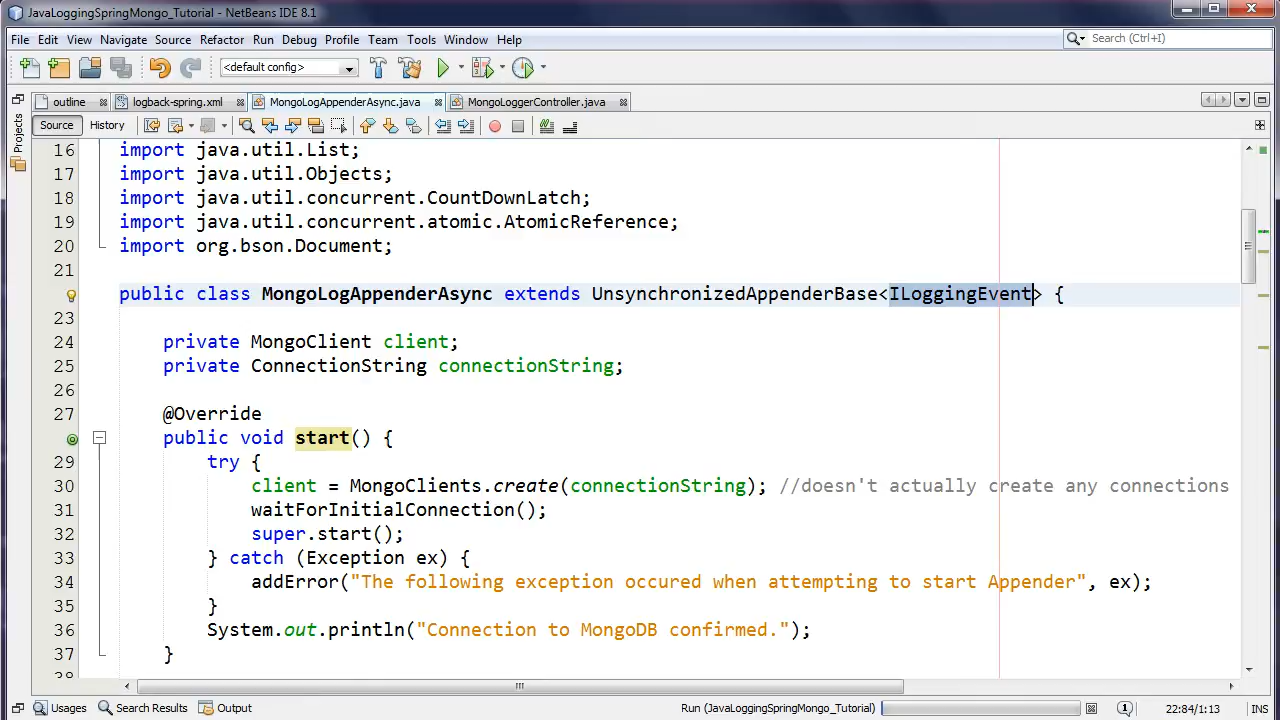 JavaLoggingSpringMongo_Tutorial - NetBeans IDE 8.1
File Edit View Navigate Source Refactor Run Debug Profile Team Tools Window Help
Search (Ctrl+I)
<default config>
outline logback-spring.xml MongoLogAppenderAsync.java MongoLoggerController.java
Source History
Projects
16 import java.util.List;
17 import java.util.Objects;
18 import java.util.concurrent.CountDownLatch;
19 import java.util.concurrent.atomic.AtomicReference;
20 import org.bson.Document;
21
public class MongoLogAppenderAsync extends UnsynchronizedAppenderBase<ILoggingEvent> {
23
24 private MongoClient client;
25 private ConnectionString connectionString;
26
27 @Override
public void start() {
29 try {
30 client = MongoClients.create(connectionString); //doesn't actually create any connections
31 waitForInitialConnection();
32 super.start();
33 } catch (Exception ex) {
34 addError("The following exception occured when attempting to start Appender", ex);
35 }
36 System.out.println("Connection to MongoDB confirmed.");
37 }
38
Usages Search Results Output Run (JavaLoggingSpringMongo_Tutorial) 1 22:84/1:13 INS